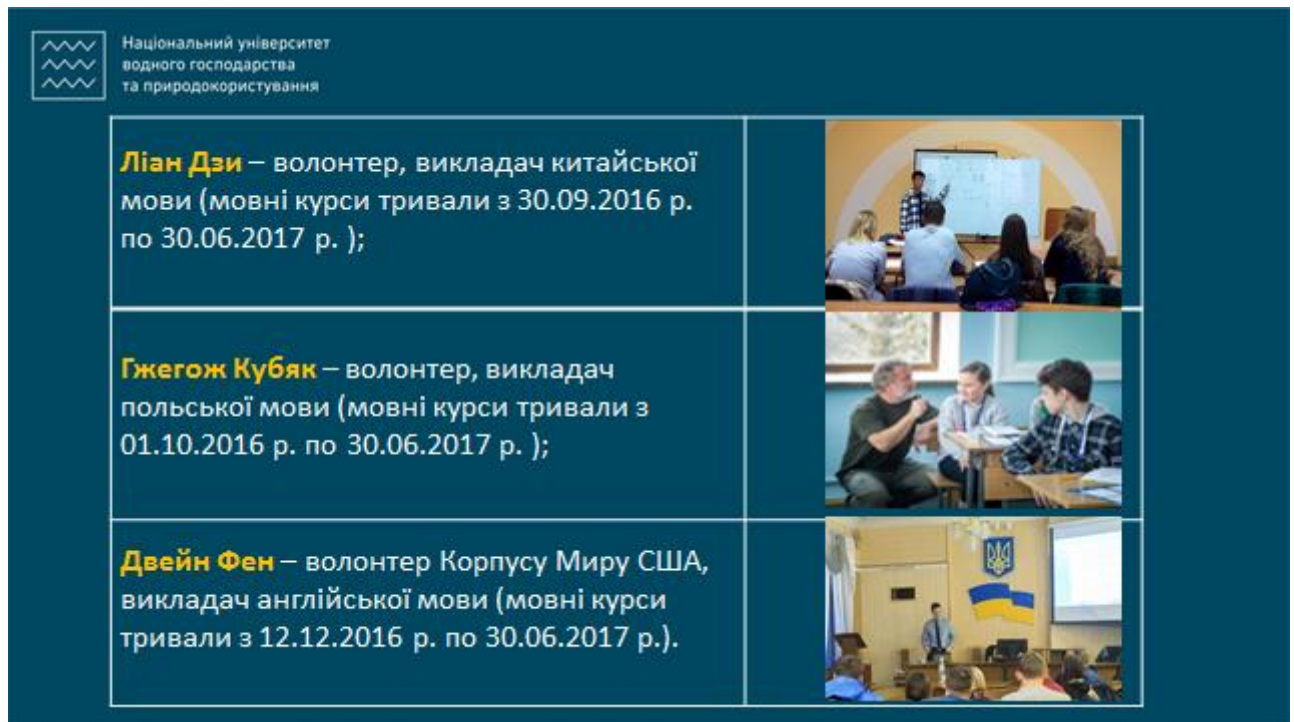 Національний університет
водного господарства
та природокористування
Ліан Дзи – волонтер, викладач китайської
мови (мовні курси тривали з 30.09.2016 р.
по 30.06.2017 р. );
Гжегож Кубяк – волонтер, викладач
польської мови (мовні курси тривали з
01.10.2016 р. по 30.06.2017 р. );
Двейн Фен – волонтер Корпусу Миру США,
викладач англійської мови (мовні курси
тривали з 12.12.2016 р. по 30.06.2017 р.).